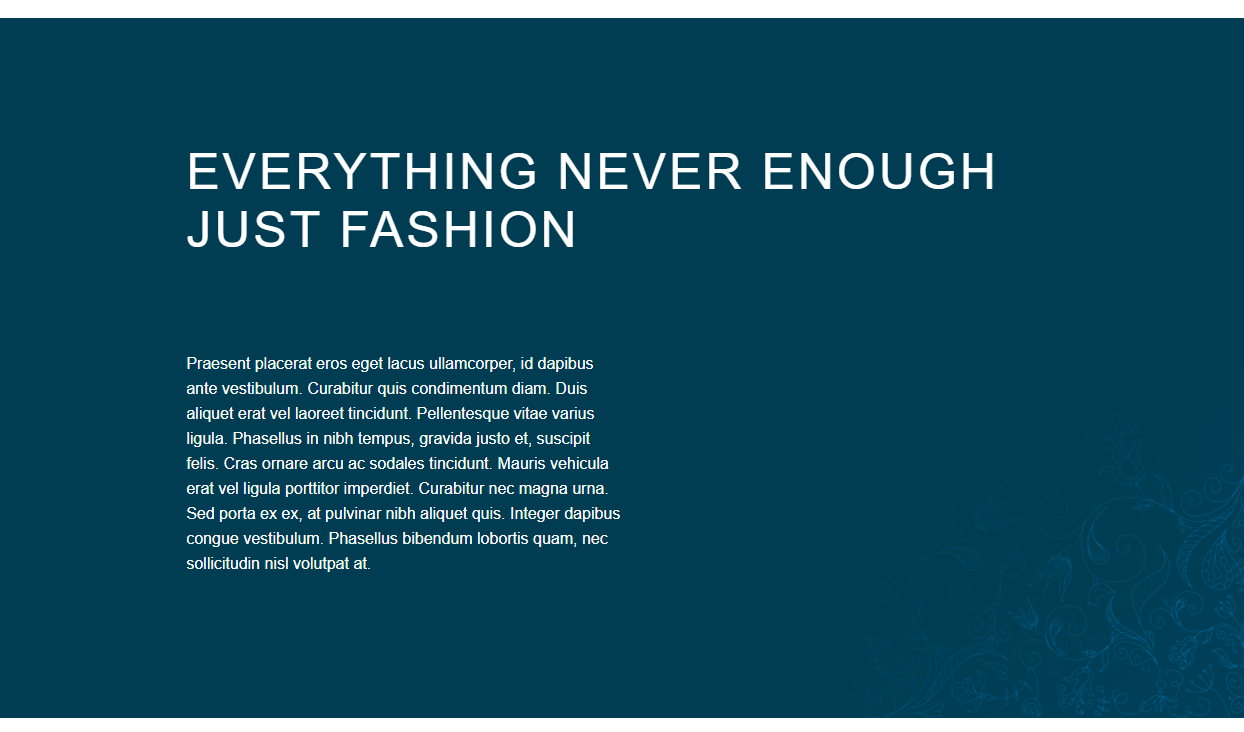 EVERYTHING NEVER ENOUGH
JUST FASHION
Praesent placerat eros eget lacus ullamcorper, id dapibus
ante vestibulum. Curabitur quis condimentum diam. Duis
aliquet erat vel laoreet tincidunt. Pellentesque vitae varius
ligula. Phasellus in nibh tempus, gravida justo et, suscipit
felis. Cras ornare arcu ac sodales tincidunt. Mauris vehicula
erat vel ligula porttitor imperdiet. Curabitur nec magna urna.
Sed porta ex ex, at pulvinar nibh aliquet quis. Integer dapibus
congue vestibulum. Phasellus bibendum lobortis quam, nec
sollicitudin nisl volutpat at.